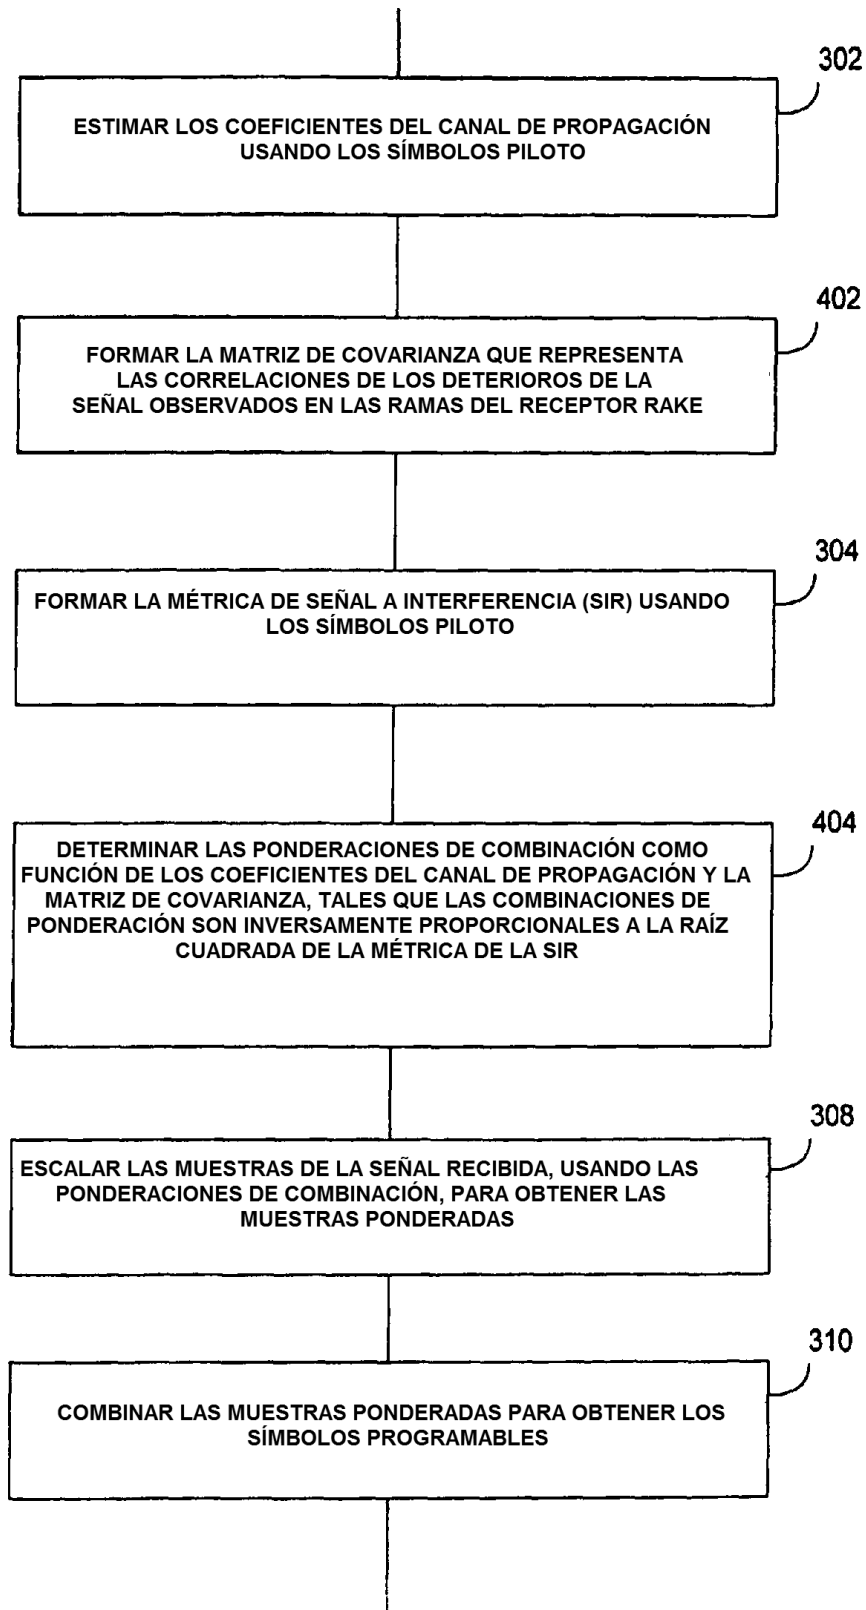 302
ESTIMAR LOS COEFICIENTES DEL CANAL DE PROPAGACIÓN
USANDO LOS SÍMBOLOS PILOTO
402
FORMAR LA MATRIZ DE COVARIANZA QUE REPRESENTA
LAS CORRELACIONES DE LOS DETERIOROS DE LA
SEÑAL OBSERVADOS EN LAS RAMAS DEL RECEPTOR RAKE
304
FORMAR LA MÉTRICA DE SEÑAL A INTERFERENCIA (SIR) USANDO
LOS SÍMBOLOS PILOTO
404
DETERMINAR LAS PONDERACIONES DE COMBINACIÓN COMO
FUNCIÓN DE LOS COEFICIENTES DEL CANAL DE PROPAGACIÓN Y LA
MATRIZ DE COVARIANZA, TALES QUE LAS COMBINACIONES DE
PONDERACIÓN SON INVERSAMENTE PROPORCIONALES A LA RAÍZ
CUADRADA DE LA MÉTRICA DE LA SIR
308
ESCALAR LAS MUESTRAS DE LA SEÑAL RECIBIDA, USANDO LAS
PONDERACIONES DE COMBINACIÓN, PARA OBTENER LAS
MUESTRAS PONDERADAS
310
COMBINAR LAS MUESTRAS PONDERADAS PARA OBTENER LOS
SÍMBOLOS PROGRAMABLES